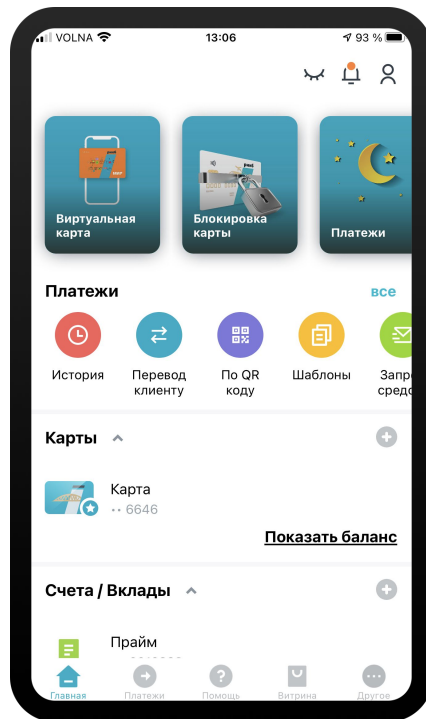 VOLNA 13:06 93 %
Виртуальная
карта
Блокировка
карты
Платежи
Платежи все
История
Перевод
клиенту
По QR
коду
Шаблоны
Запр
средс
Карты
Карта
•• 6646
Показать баланс
Счета / Вклады
Прайм
Главная Платежи Помощь Витрина Другое